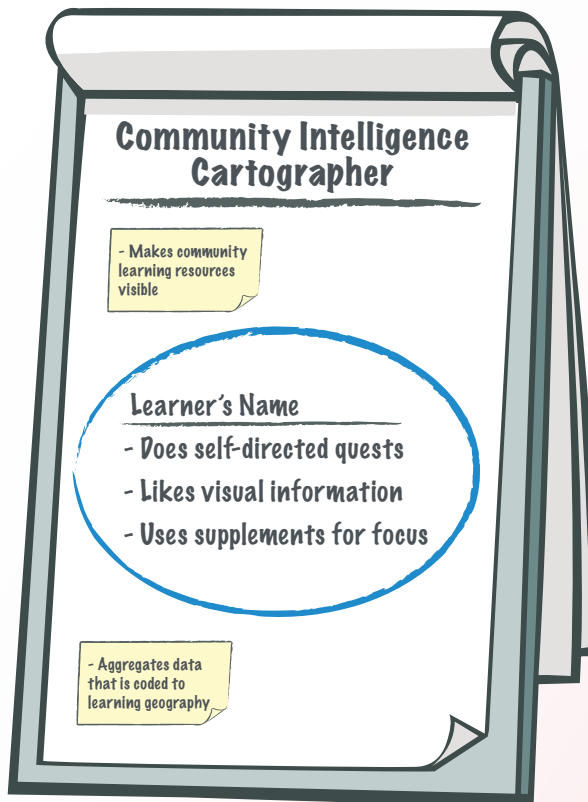 Community Intelligence
Cartographer
- Makes community
learning resources
visible
Learner's Name
- Does self-directed quests
- Likes visual information
- Uses supplements for focus
- Aggregates data
that is coded to
learning geography